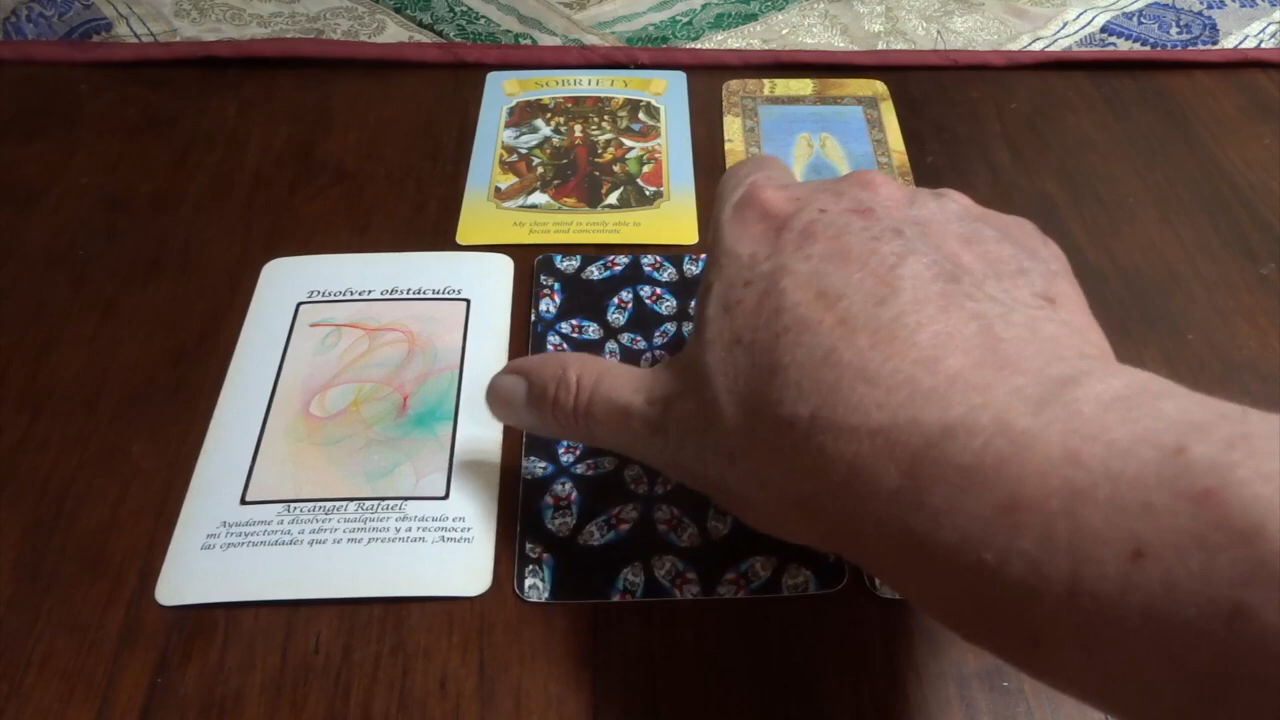 SOBRIETY
My clear mind is easily able to
focus and concentrate.
Disolver obstáculos
Arcángel Rafael:
Ayúdame a disolver cualquier obstáculo en
mi trayectoria, a abrir caminos y a reconocer
las oportunidades que se me presentan. ¡Amén!